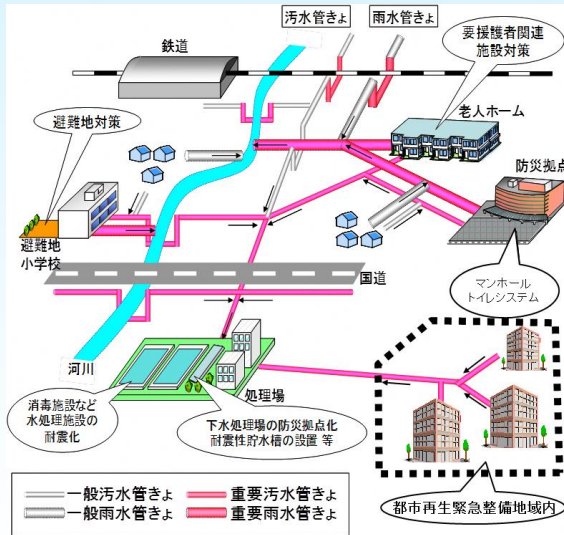 汚水管きょ
雨水管きょ
鉄道
要援護者関連
施設対策
避難地対策
老人ホーム
防災拠点
避難地
小学校
国道
マンホール
トイレシステム
河川
処理場
消毒施設など
水処理施設の
耐震化
下水処理場の防災拠点化
耐震性貯水槽の設置 等
一般汚水管きょ
重要汚水管きょ
一般雨水管きょ
重要雨水管きょ
都市再生緊急整備地域内